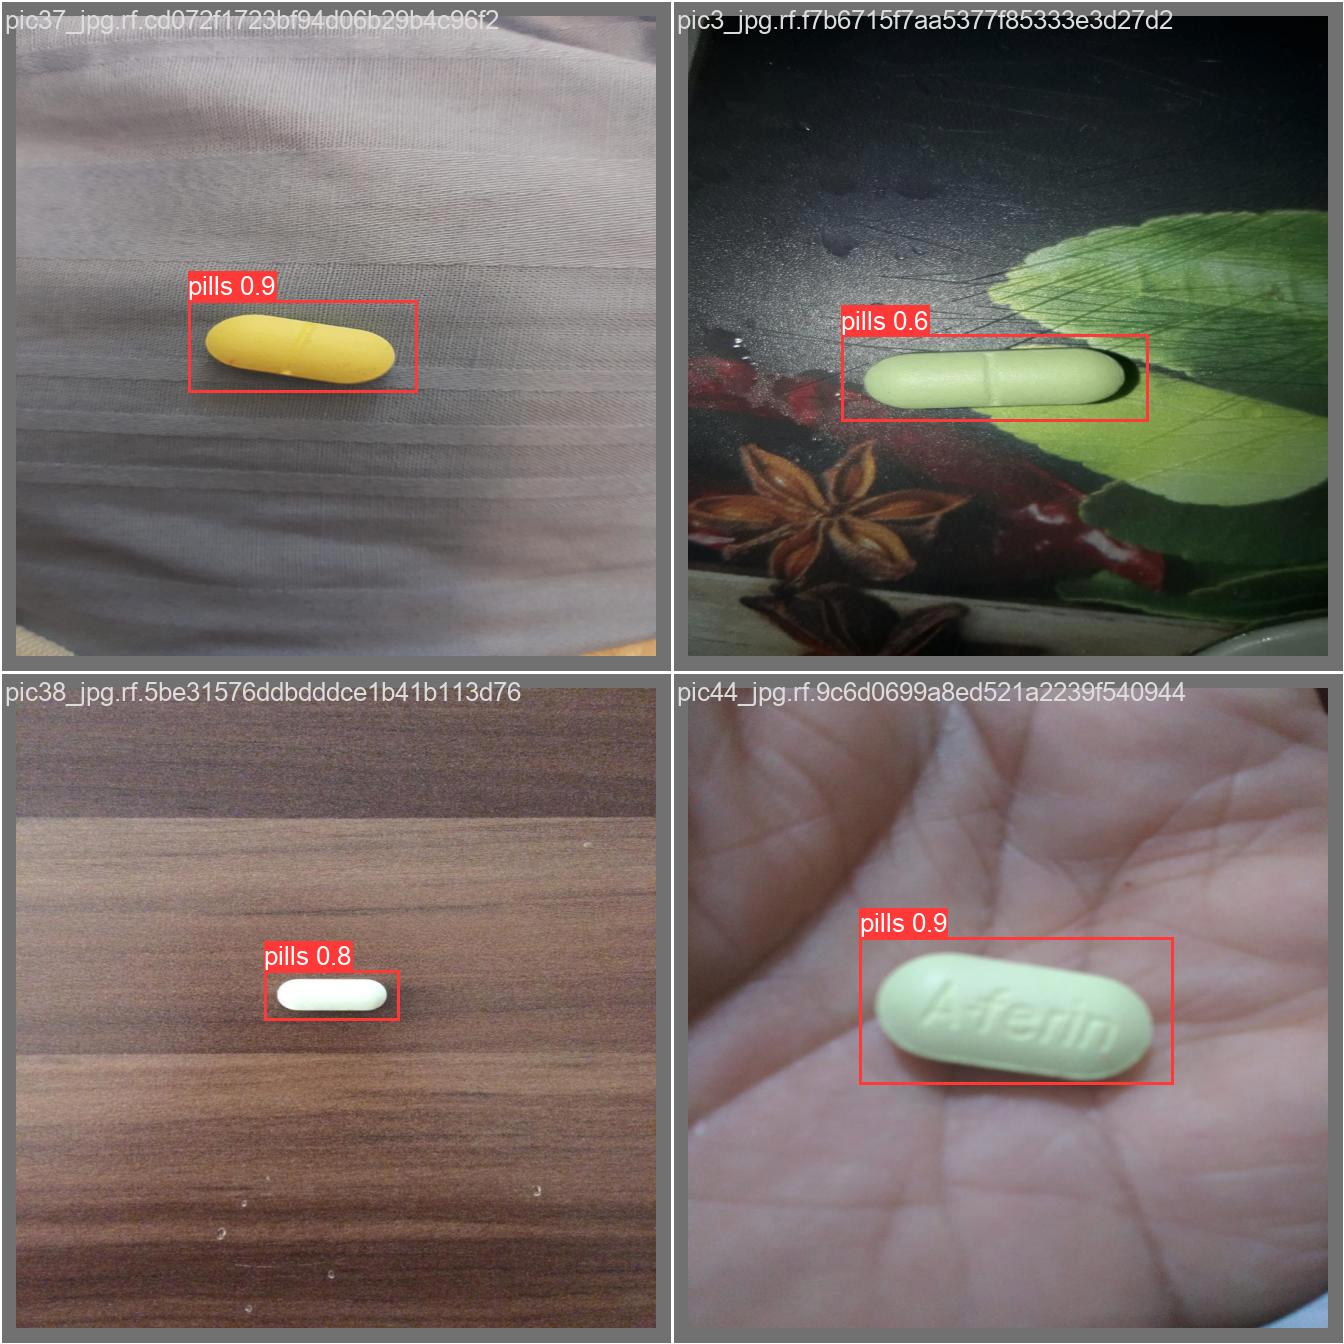 pic37_jpg.rf.cd072f1723bf94d06b29b4c96f2
pic3_jpg.rf.f7b6715f7aa5377f85333e3d27d2
pills 0.9
pills 0.6
pic38_jpg.rf.5be31576ddbdddce1b41b113d76
pic44_jpg.rf.9c6d0699a8ed521a2239f540944
pills 0.8
pills 0.9
A-ferin